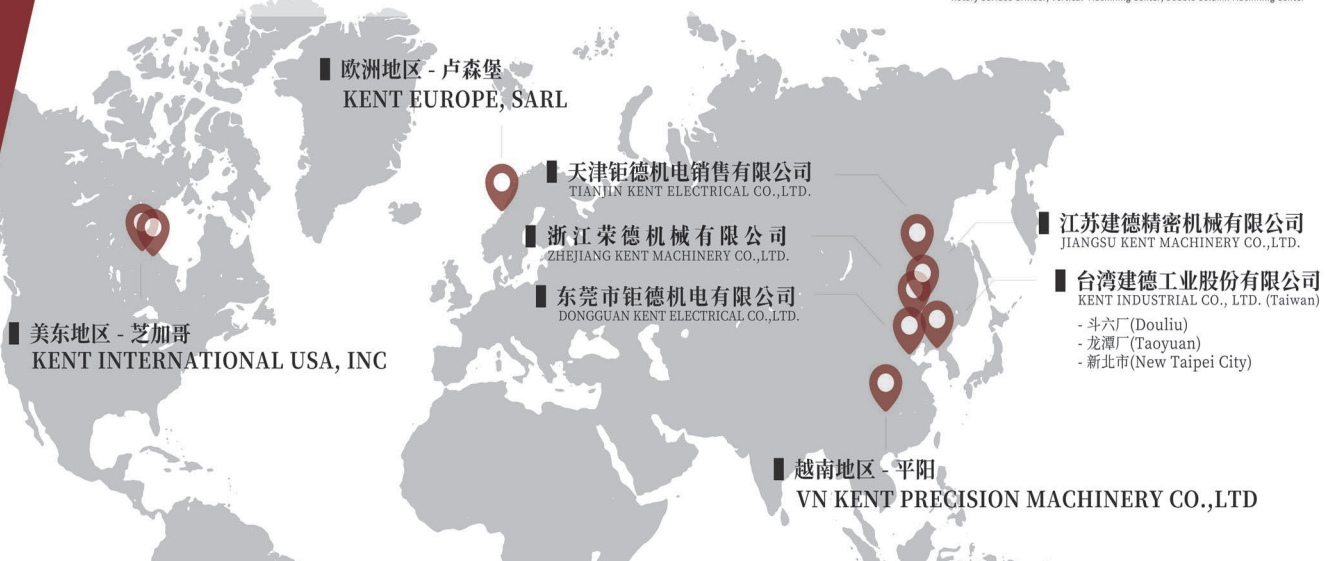 欧洲地区 - 卢森堡
KENT EUROPE, SARL
天津钜德机电销售有限公司
TIANJIN KENT ELECTRICAL CO.,LTD.
浙江荣德机械有限公司
ZHEJIANG KENT MACHINERY CO.,LTD.
东莞市钜德机电有限公司
DONGGUAN KENT ELECTRICAL CO.,LTD.
江苏建德精密机械有限公司
JIANGSU KENT MACHINERY CO.,LTD.
台湾建德工业股份有限公司
KENT INDUSTRIAL CO., LTD. (Taiwan)
- 斗六厂(Douliu)
- 龙潭厂(Taoyuan)
- 新北市(New Taipei City)
美东地区 - 芝加哥
KENT INTERNATIONAL USA, INC
越南地区 - 平阳
VN KENT PRECISION MACHINERY CO.,LTD